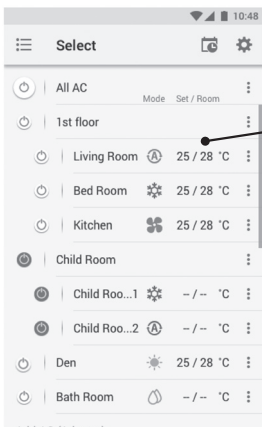 10:48
Select
All AC
Mode Set / Room
1st floor
Living Room A 25 / 28 °C
Bed Room 25 / 28 °C
Kitchen 25 / 28 °C
Child Room
Child Roo...1 -- / -- °C
Child Roo...2 A -- / -- °C
Den 25 / 28 °C
Bath Room -- / -- °C